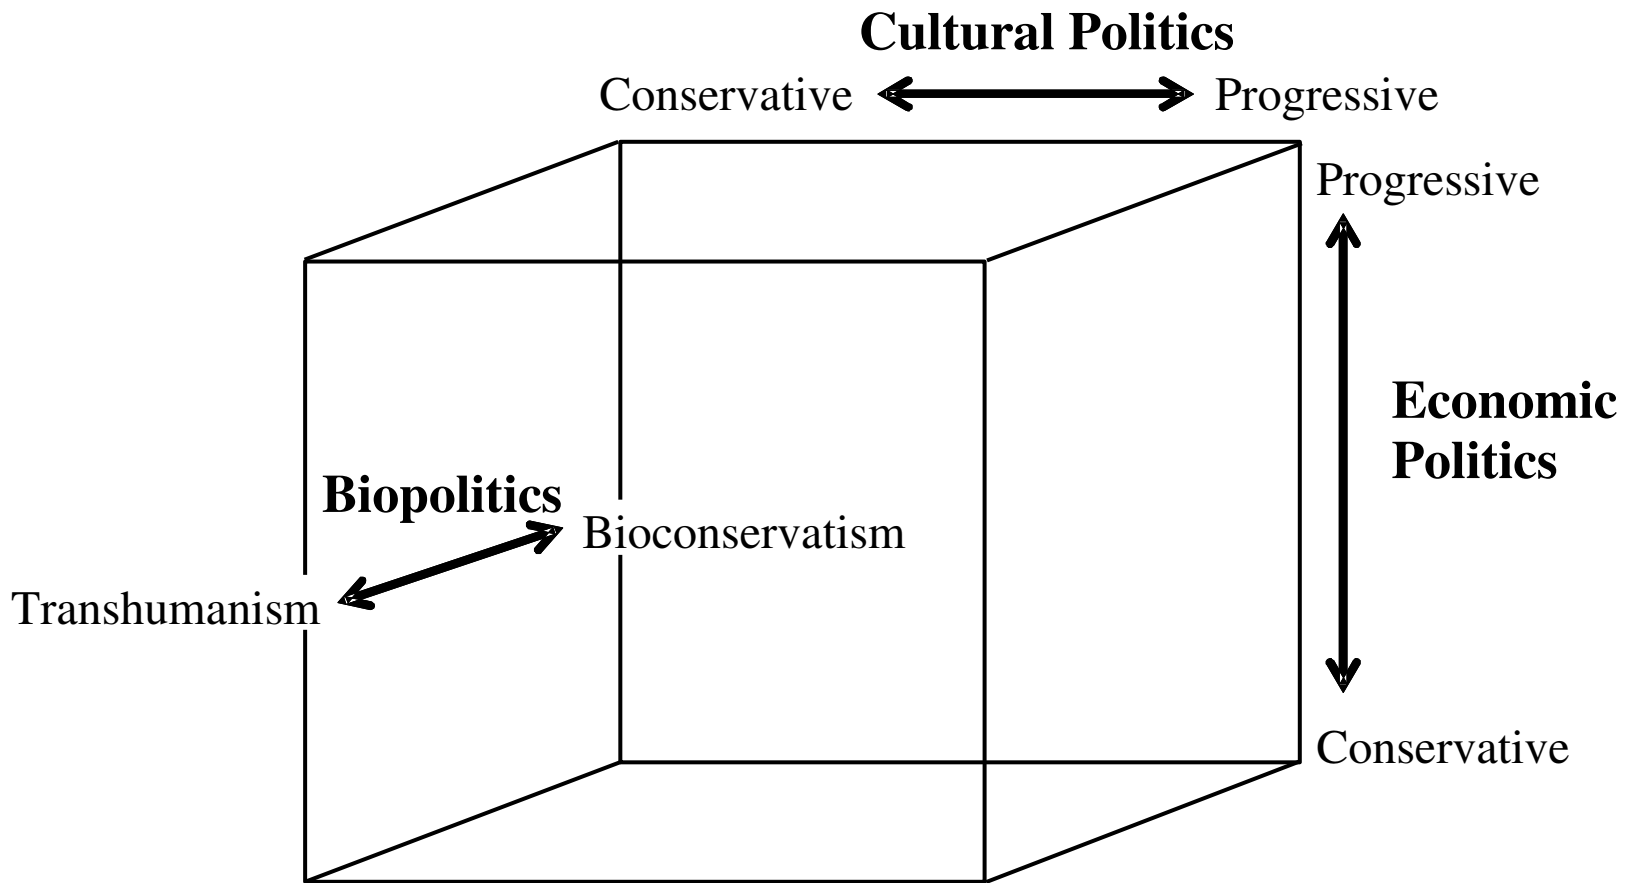 Cultural Politics
Conservative Progressive
Progressive
Economic
Politics
Biopolitics
Bioconservatism
Transhumanism
Conservative